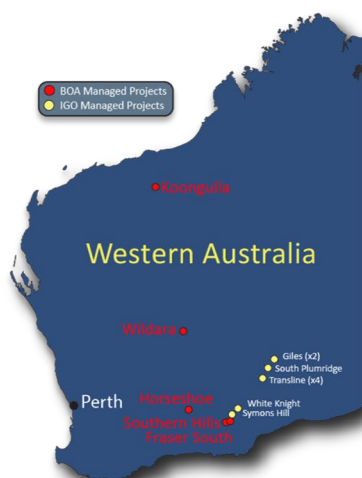 BOA Managed Projects
IGO Managed Projects
Koongulla
Western Australia
Wildara
Giles (x2)
South Plumridge
Transline (x4)
Perth
Horseshoe
White Knight
Symons Hill
Southern Hills
Fraser South